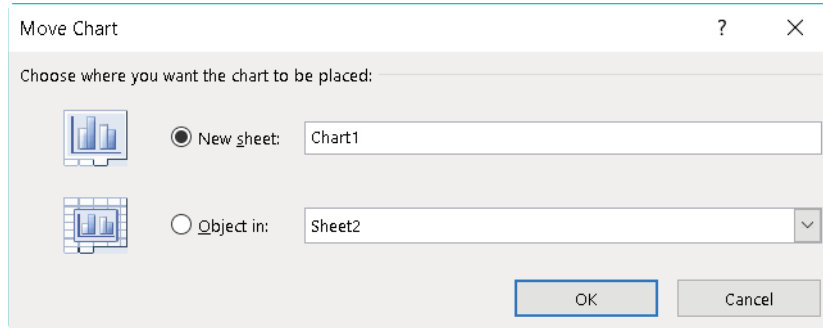 Move Chart ? ×
Choose where you want the chart to be placed:
New sheet: Chart1
Object in: Sheet2
OK Cancel